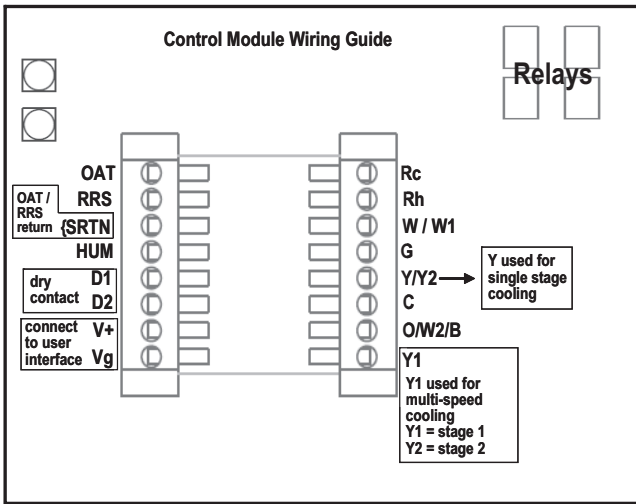 Control Module Wiring Guide
Relays
OAT
RRS
{SRTN
OAT /
RRS
return
HUM
D1
D2
dry
contact
V+
Vg
connect
to user
interface
Rc
Rh
W / W1
G
Y/Y2
Y used for
single stage
cooling
C
O/W2/B
Y1
Y1 used for
multi-speed
cooling
Y1 = stage 1
Y2 = stage 2